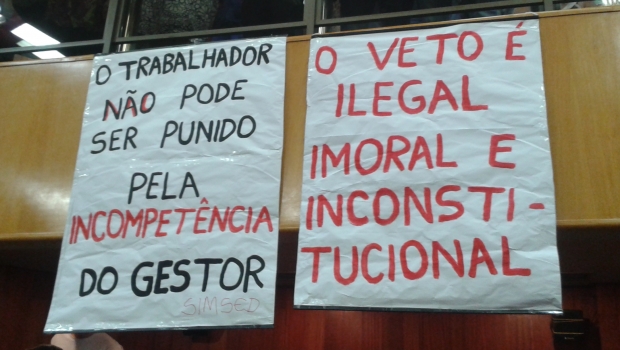 O TRABALHADOR
NÃO PODE
SER PUNIDO
PELA
INCOMPETÊNCIA
DO GESTOR
SIMSED
O VETO É
ILEGAL
IMORAL E
INCONSTI-
TUCIONAL